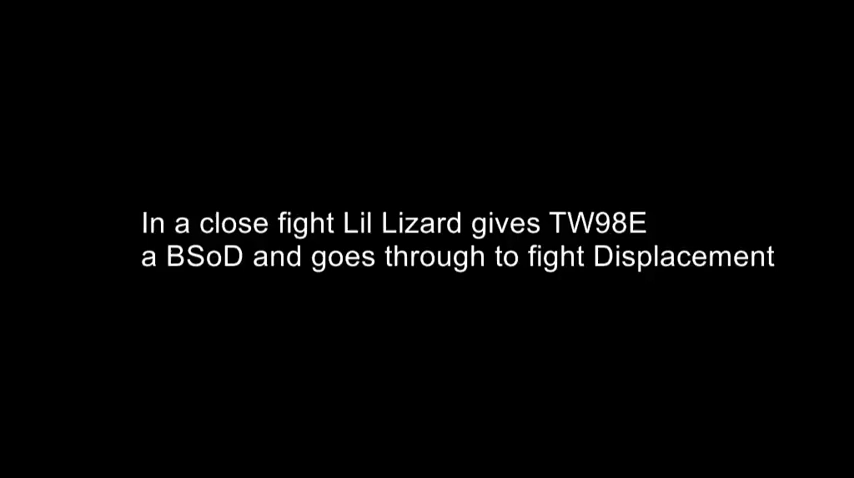 In a close fight Lil Lizard gives TW98E
a BSoD and goes through to fight Displacement